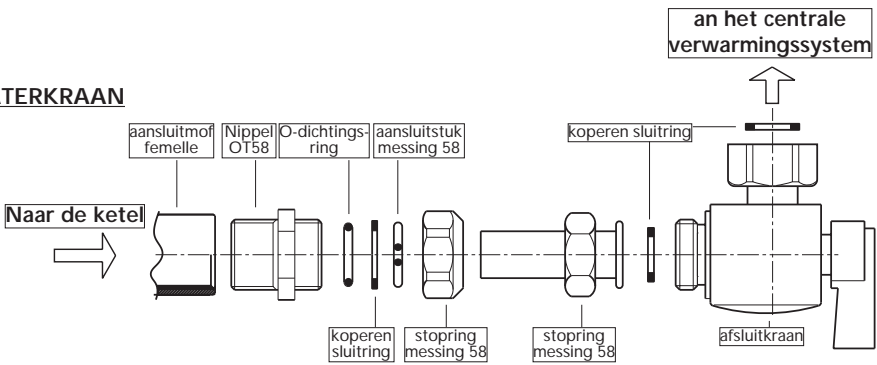 an het centrale
verwarmingssystem
TERKRAAN
aansluitmof
femelle
Nippel
OT58
O-dichtings-
ring
aansluitstuk
messing 58
koperen sluitring
Naar de ketel
koperen
sluitring
stopring
messing 58
stopring
messing 58
afsluitkraan